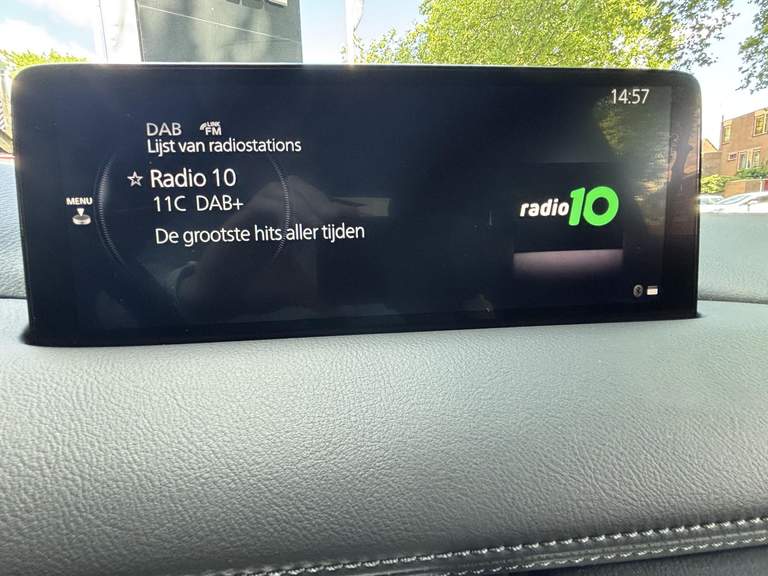 14:57
DAB LINK FM
Lijst van radiostations
☆ Radio 10
MENU
11C DAB+
De grootste hits aller tijden
radio10